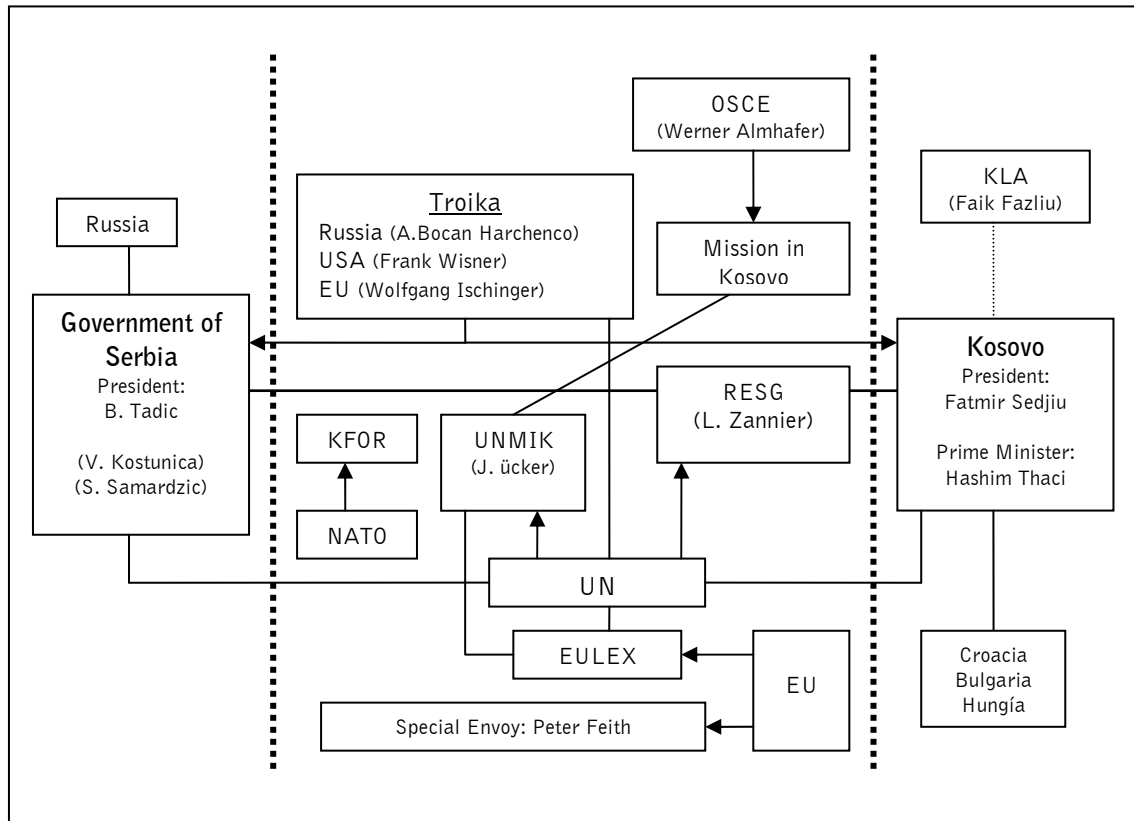 OSCE
(Werner Almhafer)
KLA
(Faik Fazliu)
Troika
Russia (A.Bocan Harchenco)
USA (Frank Wisner)
EU (Wolfgang Ischinger)
Russia
Mission in
Kosovo
Government of
Serbia
President:
B. Tadic
(V. Kostunica)
(S. Samardzic)
Kosovo
President:
Fatmir Sedjiu
Prime Minister:
Hashim Thaci
RESG
(L. Zannier)
KFOR
UNMIK
(J. ücker)
NATO
UN
EULEX
EU
Croacia
Bulgaria
Hungía
Special Envoy: Peter Feith